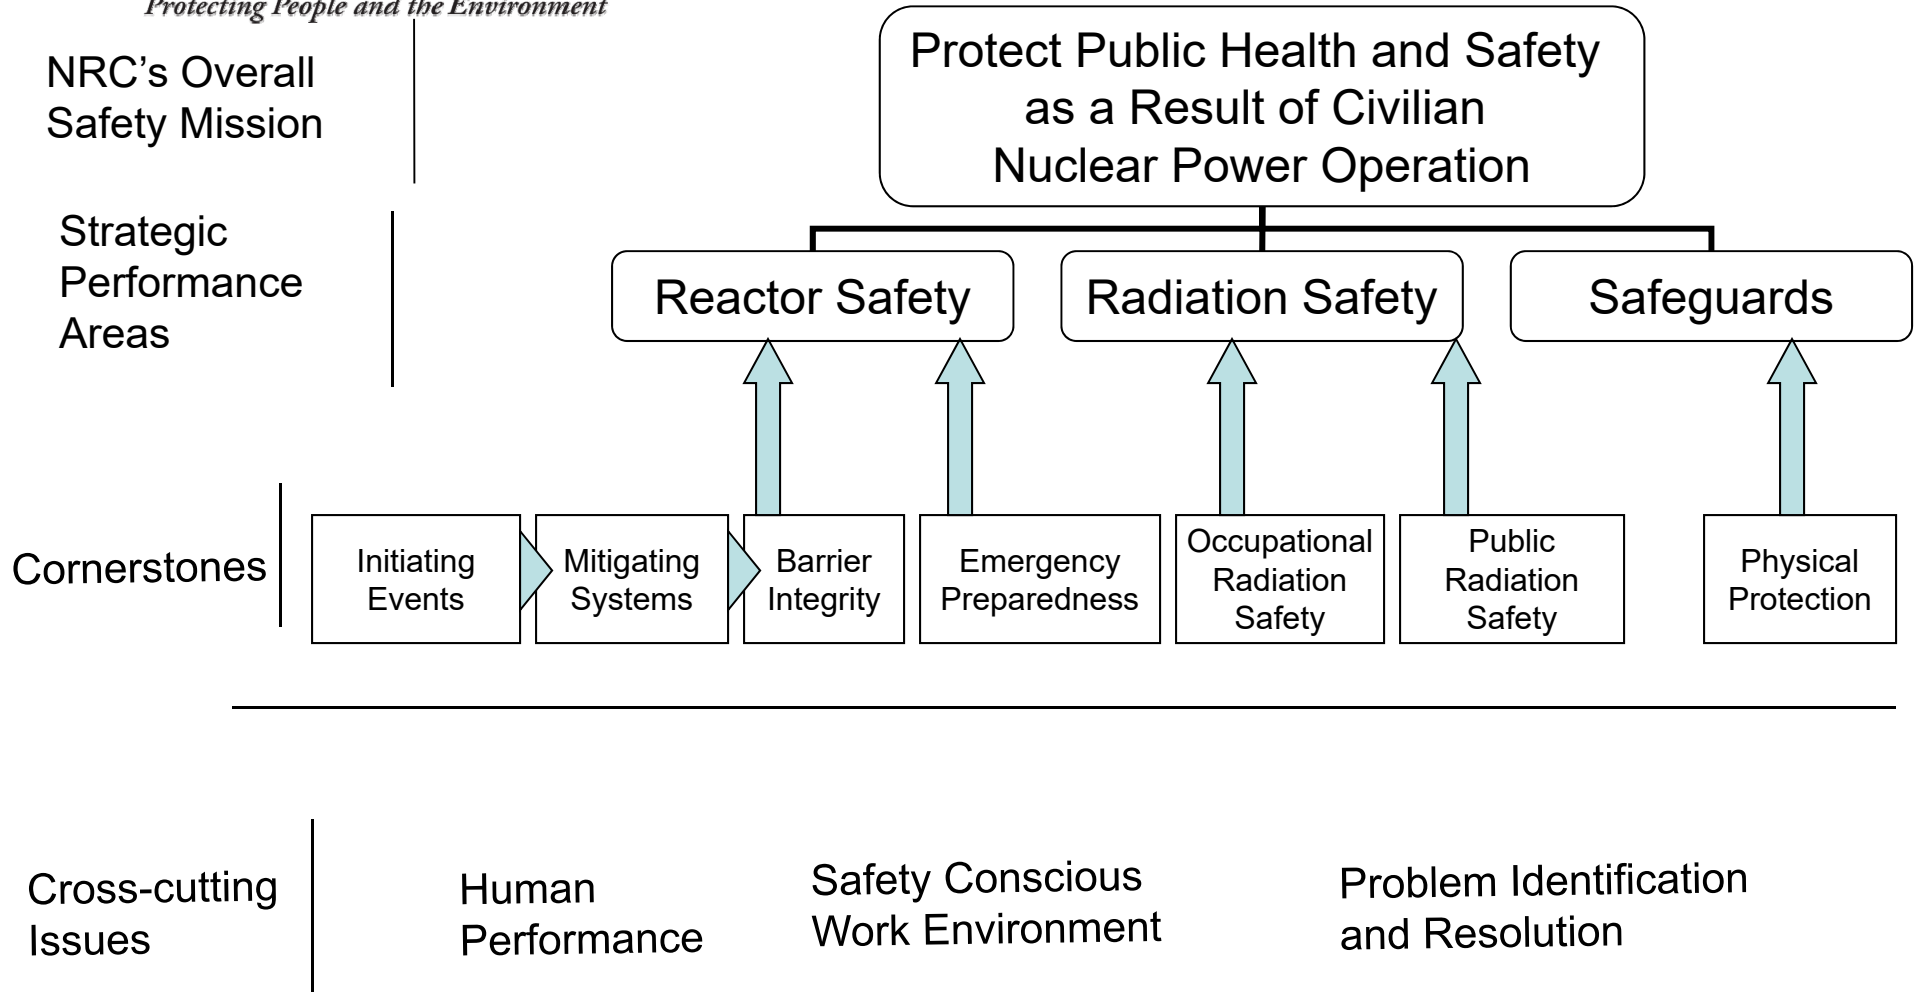 Protecting People and the Environment
NRC’s Overall
Safety Mission
Protect Public Health and Safety
as a Result of Civilian
Nuclear Power Operation
Strategic
Performance
Areas
Reactor Safety
Radiation Safety
Safeguards
Cornerstones
Initiating
Events
Mitigating
Systems
Barrier
Integrity
Emergency
Preparedness
Occupational
Radiation
Safety
Public
Radiation
Safety
Physical
Protection
Cross-cutting
Issues
Human
Performance
Safety Conscious
Work Environment
Problem Identification
and Resolution